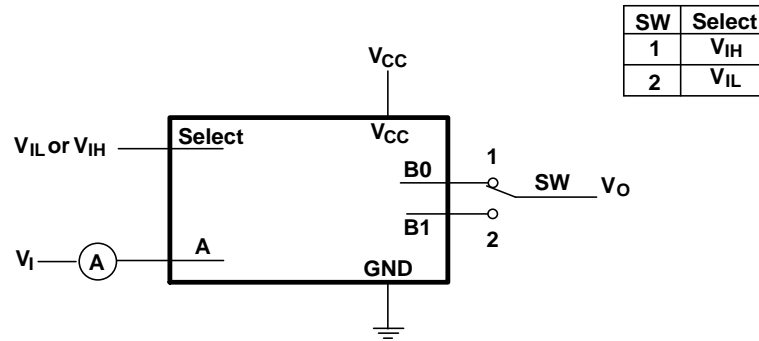 SW Select
1 VIH
2 VIL
VCC
VIL or VIH
Select
VCC
B0
1
SW
VO
B1
2
VI
A
A
GND